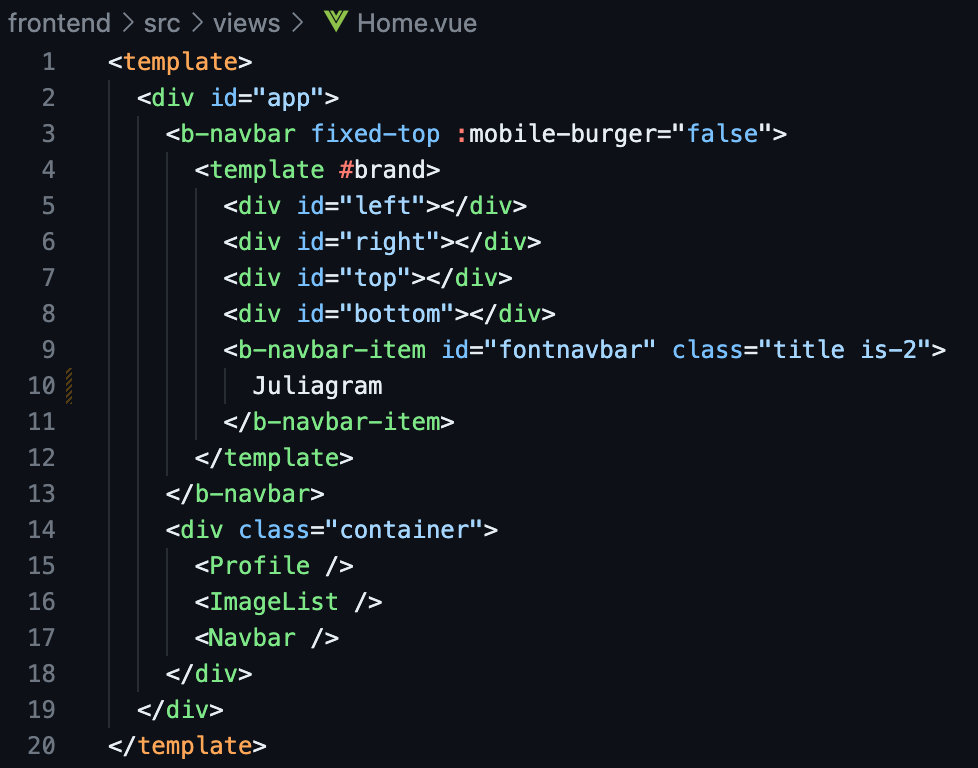 frontend > src > views > Home.vue
1 <template>
2 <div id="app">
3 <b-navbar fixed-top :mobile-burger="false">
4 <template #brand>
5 <div id="left"></div>
6 <div id="right"></div>
7 <div id="top"></div>
8 <div id="bottom"></div>
9 <b-navbar-item id="fontnavbar" class="title is-2">
10 Juliagram
11 </b-navbar-item>
12 </template>
13 </b-navbar>
14 <div class="container">
15 <Profile />
16 <ImageList />
17 <Navbar />
18 </div>
19 </div>
20 </template>